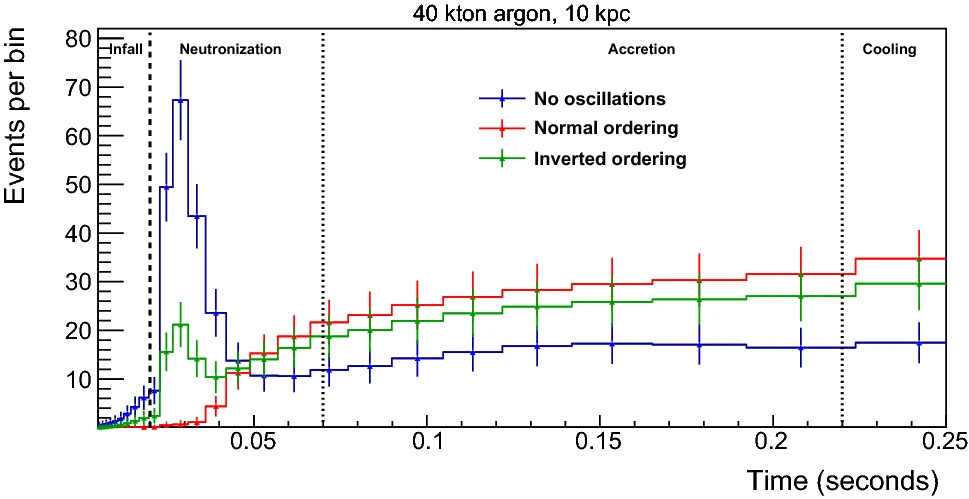 40 kton argon, 10 kpc
Events per bin
80
70
60
50
40
30
20
10
Infall
Neutronization
Accretion
Cooling
No oscillations
Normal ordering
Inverted ordering
0.05
0.1
0.15
0.2
0.25
Time (seconds)